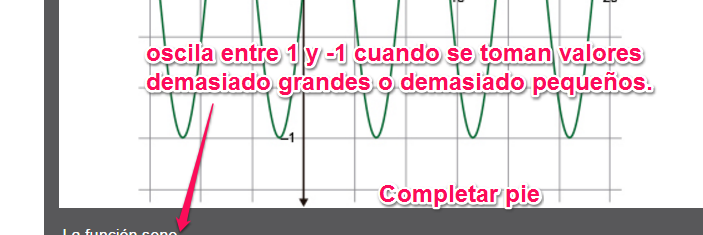 oscila entre 1 y -1 cuando se toman valores
demasiado grandes o demasiado pequeños.
-1
Completar pie
La función seno